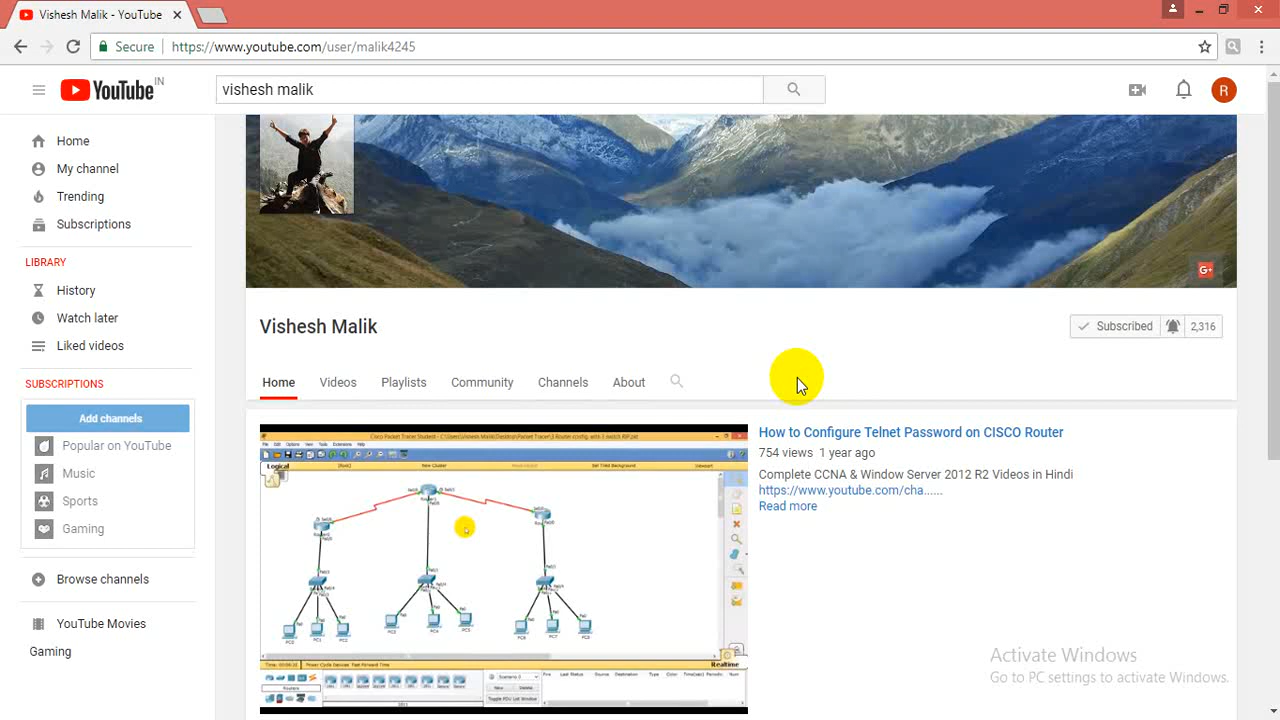 Vishesh Malik - YouTube
Secure https://www.youtube.com/user/malik4245
YouTube IN
vishesh malik
R
Home
My channel
Trending
Subscriptions
LIBRARY
History
Watch later
Liked videos
SUBSCRIPTIONS
Add channels
Popular on YouTube
Music
Sports
Gaming
Browse channels
YouTube Movies
Gaming
G+
Vishesh Malik
Subscribed 2,316
Home Videos Playlists Community Channels About
How to Configure Telnet Password on CISCO Router
754 views 1 year ago
Complete CCNA & Window Server 2012 R2 Videos in Hindi
https://www.youtube.com/cha......
Read more
Logical
Realtime
Activate Windows
Go to PC settings to activate Windows.